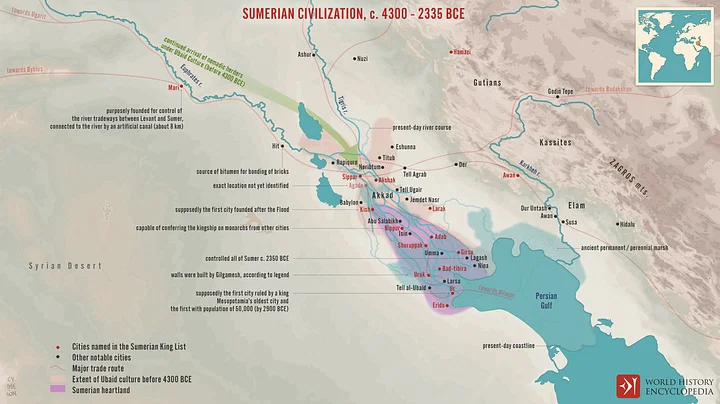 SUMERIAN CIVILIZATION, c. 4300 - 2335 BCE
towards Ugarit
towards Byblos
continued arrival of nomadic herders
under Ubaid Culture (before 4300 BCE)
Euphrates r.
Mari
Ashur
Nuzi
Hamazi
Tigris r.
Gutians
Godin Tepe
towards Badakshan
purposely founded for control of
the river tradeways between Levant and Sumer,
connected to the river by an artificial canal (about 8 km)
present-day river course
Kassites
ZAGROS mts.
Hit
Eshunna
Titub
Rapiqum
Neribtum
Tell Agrab
Der
Awan
Karkheh r.
source of bitumen for bonding of bricks
Sippar
Akshak
exact location not yet identified
Agade
Akkad
Tell Uqair
Jemdet Nasr
Babylon
supposedly the first city founded after the Flood
Kish
Larak
Dur Untash
Elam
Awan
Susa
Hidalu
Abu Salabikh
capable of conferring the kingship on monarchs from other cities
Nippur
Isin
Adab
Shuruppak
ancient permanent / perennial marsh
Umma
Girsu
Lagash
controlled all of Sumer c. 2350 BCE
Nina
Syrian Desert
Bad-tibira
walls were built by Gilgamesh, according to legend
Uruk
Larsa
Tell al-Ubaid
Ur
supposedly the first city ruled by a king
Mesopotamia's oldest city and
the first with population of 60,000 (by 2900 BCE)
Eridu
Persian
Gulf
present-day coastline
Cities named in the Sumerian King List
Other notable cities
Major trade route
Extent of Ubaid culture before 4300 BCE
Sumerian heartland
WORLD HISTORY
ENCYCLOPEDIA